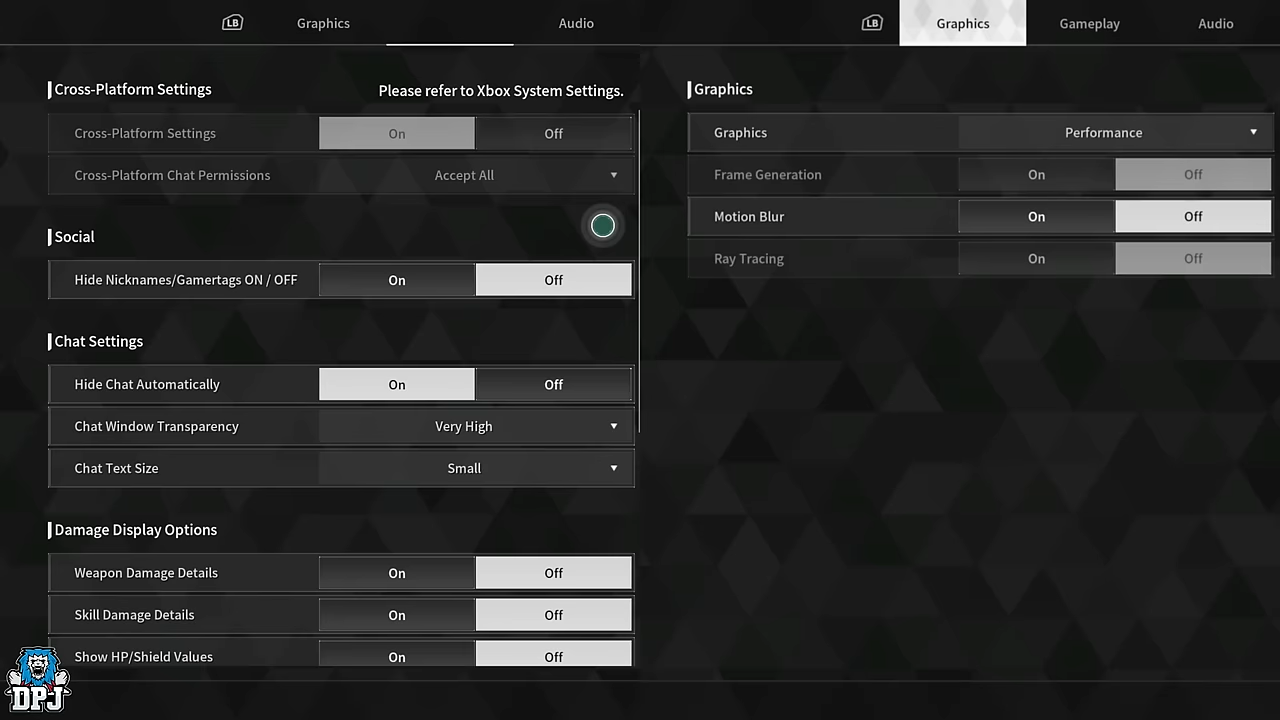 LB Graphics Audio
Cross-Platform Settings Please refer to Xbox System Settings.
Cross-Platform Settings On Off
Cross-Platform Chat Permissions Accept All
Social
Hide Nicknames/Gamertags ON / OFF On Off
Chat Settings
Hide Chat Automatically On Off
Chat Window Transparency Very High
Chat Text Size Small
Damage Display Options
Weapon Damage Details On Off
Skill Damage Details On Off
Show HP/Shield Values On Off
DPJ
LB Graphics Gameplay Audio
Graphics
Graphics Performance
Frame Generation On Off
Motion Blur On Off
Ray Tracing On Off